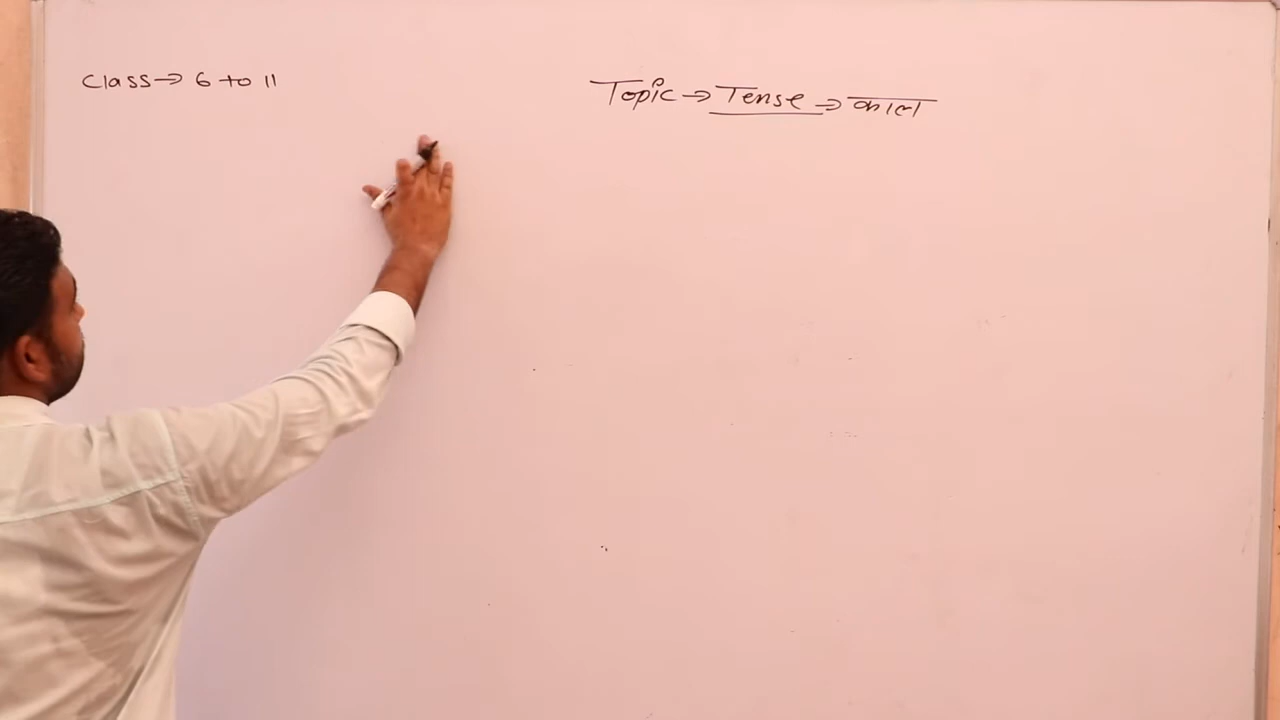 Class → 6 to 11
Topic → Tense → काल